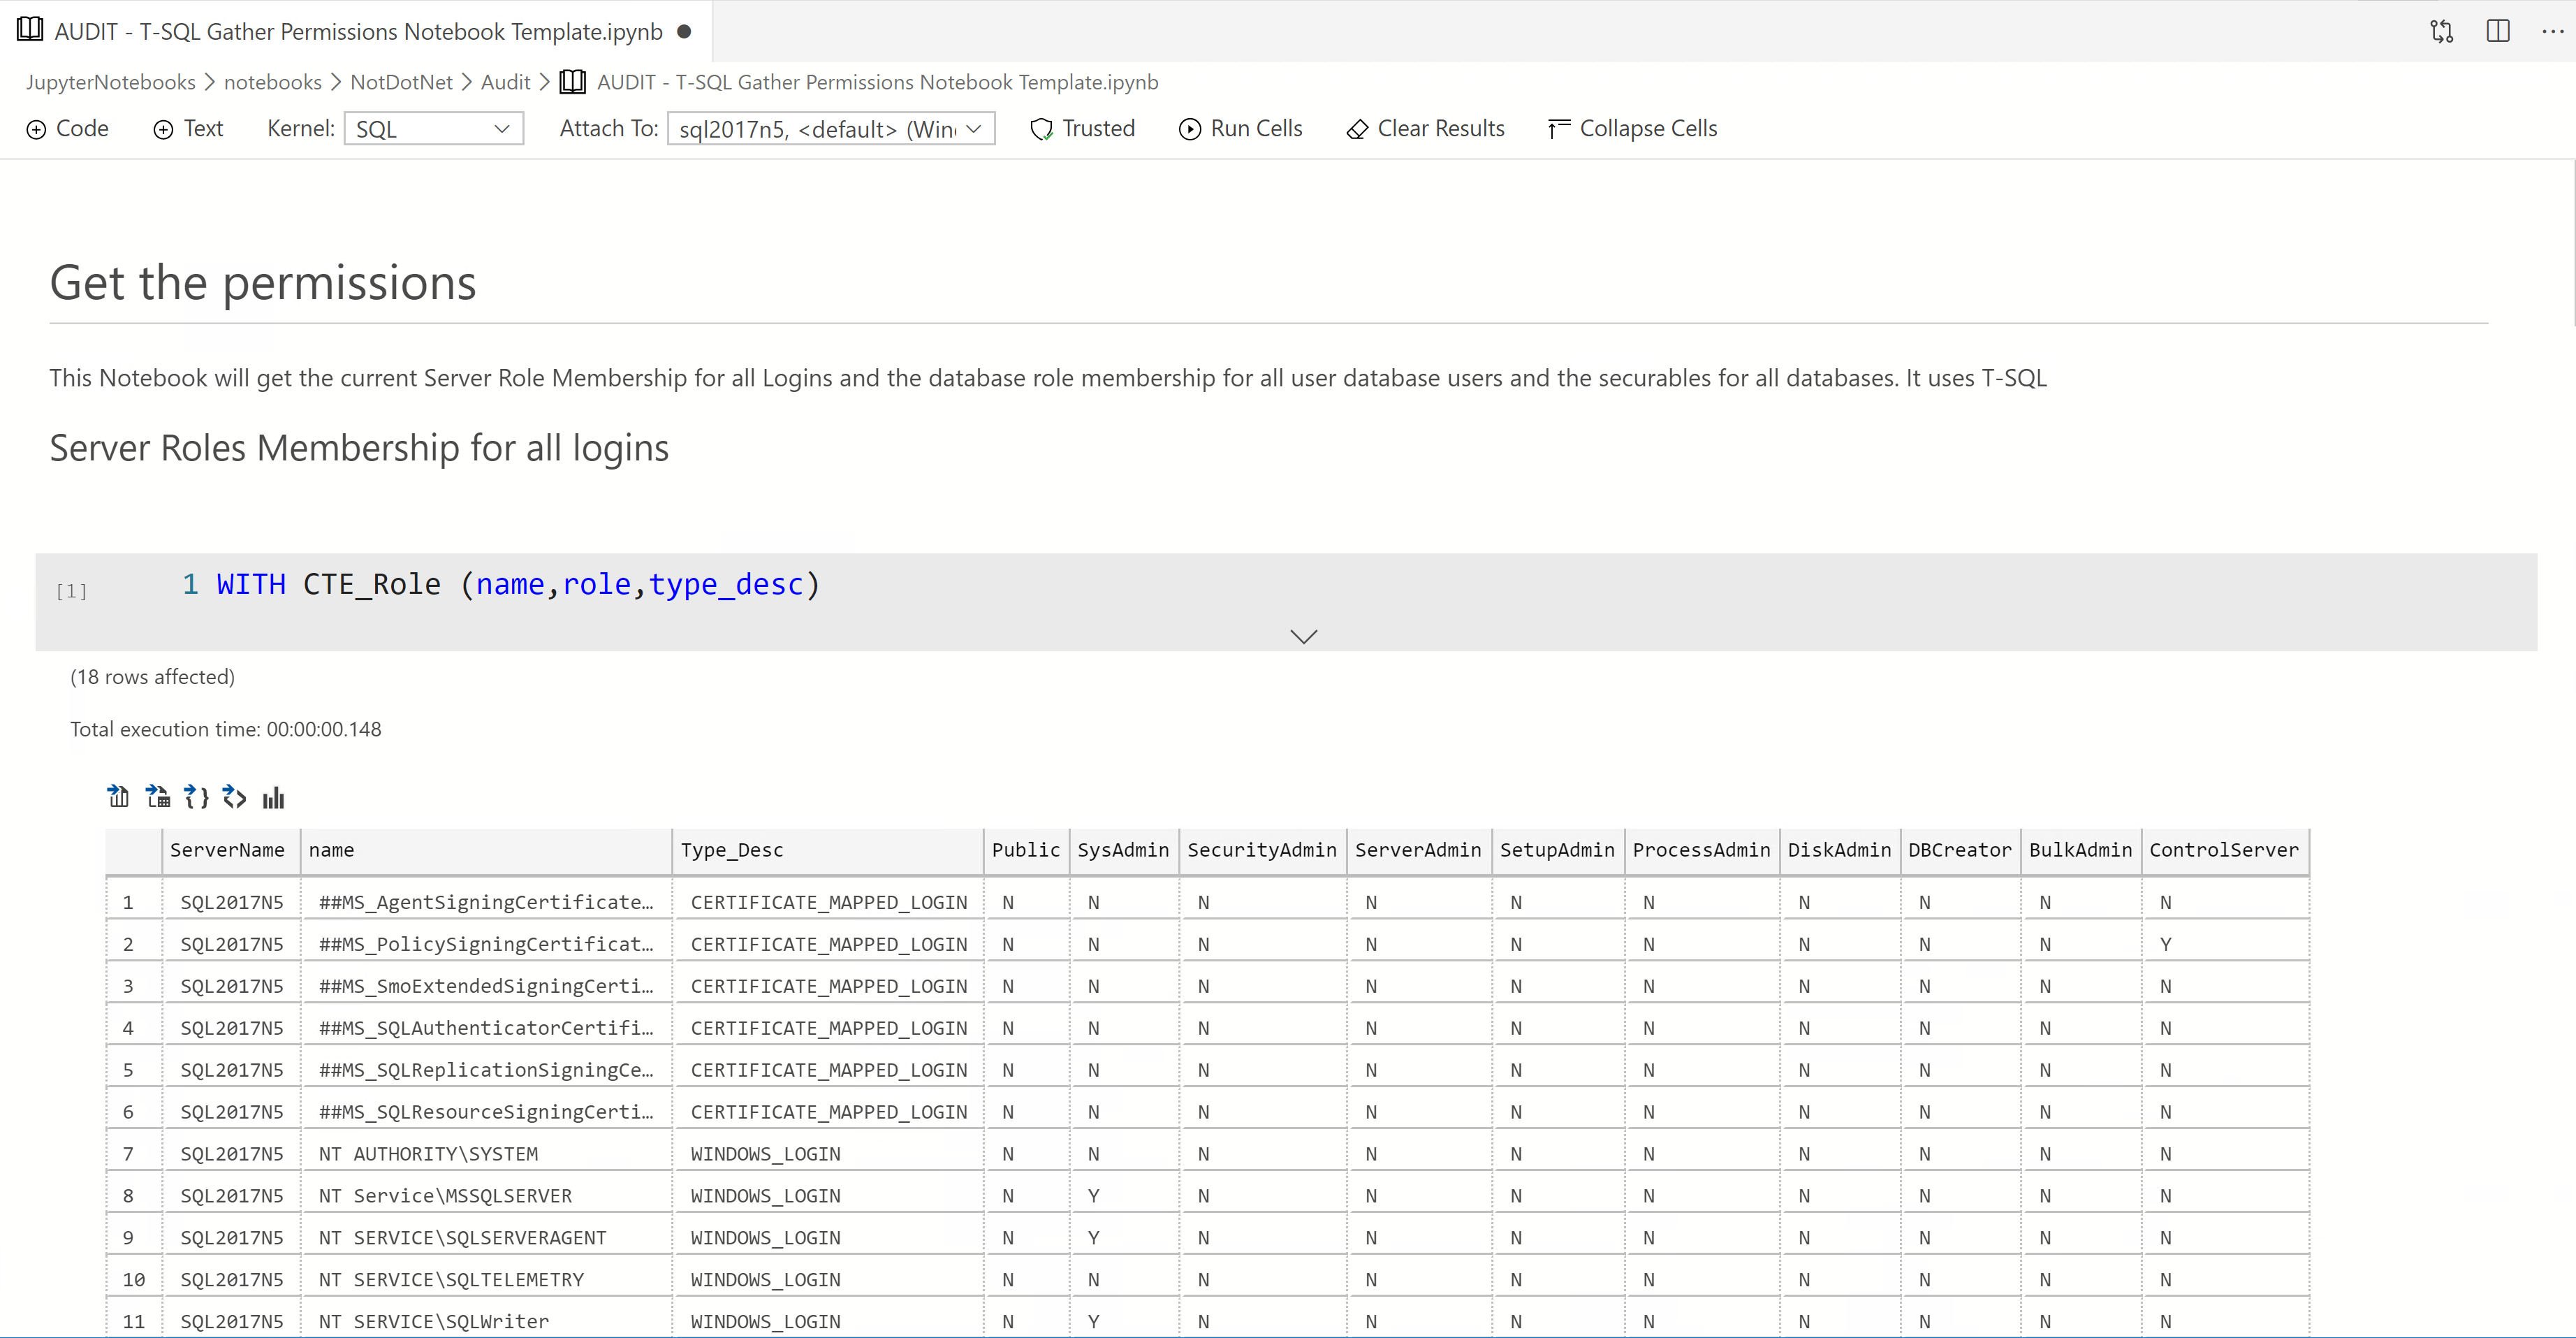 AUDIT - T-SQL Gather Permissions Notebook Template.ipynb
JupyterNotebooks > notebooks > NotDotNet > Audit > AUDIT - T-SQL Gather Permissions Notebook Template.ipynb
Code Text Kernel: SQL Attach To: sql2017n5, <default> (Win Trusted Run Cells Clear Results Collapse Cells
Get the permissions
This Notebook will get the current Server Role Membership for all Logins and the database role membership for all user database users and the securables for all databases. It uses T-SQL
Server Roles Membership for all logins
[1] 1 WITH CTE_Role (name,role,type_desc)
(18 rows affected)
Total execution time: 00:00:00.148
ServerName name Type_Desc Public SysAdmin SecurityAdmin ServerAdmin SetupAdmin ProcessAdmin DiskAdmin DBCreator BulkAdmin ControlServer
1 SQL2017N5 ##MS_AgentSigningCertificate… CERTIFICATE_MAPPED_LOGIN N N N N N N N N N N
2 SQL2017N5 ##MS_PolicySigningCertificat… CERTIFICATE_MAPPED_LOGIN N N N N N N N N N Y
3 SQL2017N5 ##MS_SmoExtendedSigningCerti… CERTIFICATE_MAPPED_LOGIN N N N N N N N N N N
4 SQL2017N5 ##MS_SQLAuthenticatorCertifi… CERTIFICATE_MAPPED_LOGIN N N N N N N N N N N
5 SQL2017N5 ##MS_SQLReplicationSigningCe… CERTIFICATE_MAPPED_LOGIN N N N N N N N N N N
6 SQL2017N5 ##MS_SQLResourceSigningCerti… CERTIFICATE_MAPPED_LOGIN N N N N N N N N N N
7 SQL2017N5 NT AUTHORITY\SYSTEM WINDOWS_LOGIN N N N N N N N N N N
8 SQL2017N5 NT Service\MSSQLSERVER WINDOWS_LOGIN N Y N N N N N N N N
9 SQL2017N5 NT SERVICE\SQLSERVERAGENT WINDOWS_LOGIN N Y N N N N N N N N
10 SQL2017N5 NT SERVICE\SQLTELEMETRY WINDOWS_LOGIN N N N N N N N N N N
11 SQL2017N5 NT SERVICE\SQLWriter WINDOWS_LOGIN N Y N N N N N N N N